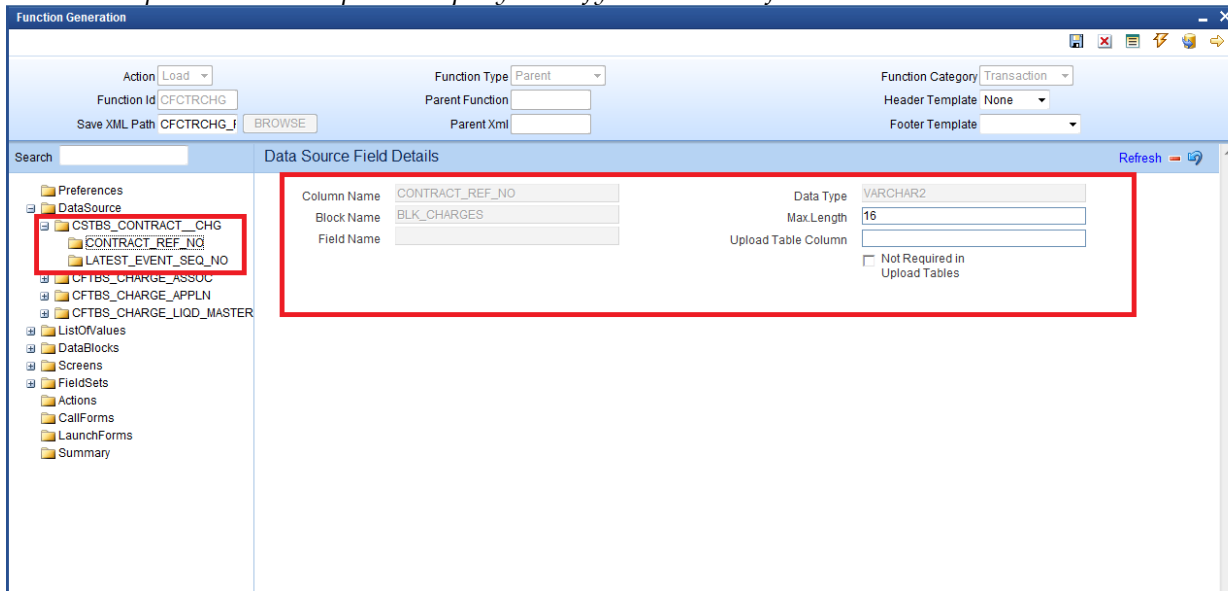 Function Generation
Action Load Function Type Parent Function Category Transaction
Function Id CFCTRCHG Parent Function Header Template None
Save XML Path CFCTRCHG_ BROWSE Parent Xml Footer Template
Search Data Source Field Details Refresh
Preferences
DataSource
CSTBS_CONTRACT__CHG
CONTRACT_REF_NO
LATEST_EVENT_SEQ_NO
CFTBS_CHARGE_ASSOC
CFTBS_CHARGE_APPLN
CFTBS_CHARGE_LIQD_MASTER
ListOfValues
DataBlocks
Screens
FieldSets
Actions
CallForms
LaunchForms
Summary
Column Name CONTRACT_REF_NO Data Type VARCHAR2
Block Name BLK_CHARGES Max.Length 16
Field Name Upload Table Column
Not Required in
Upload Tables